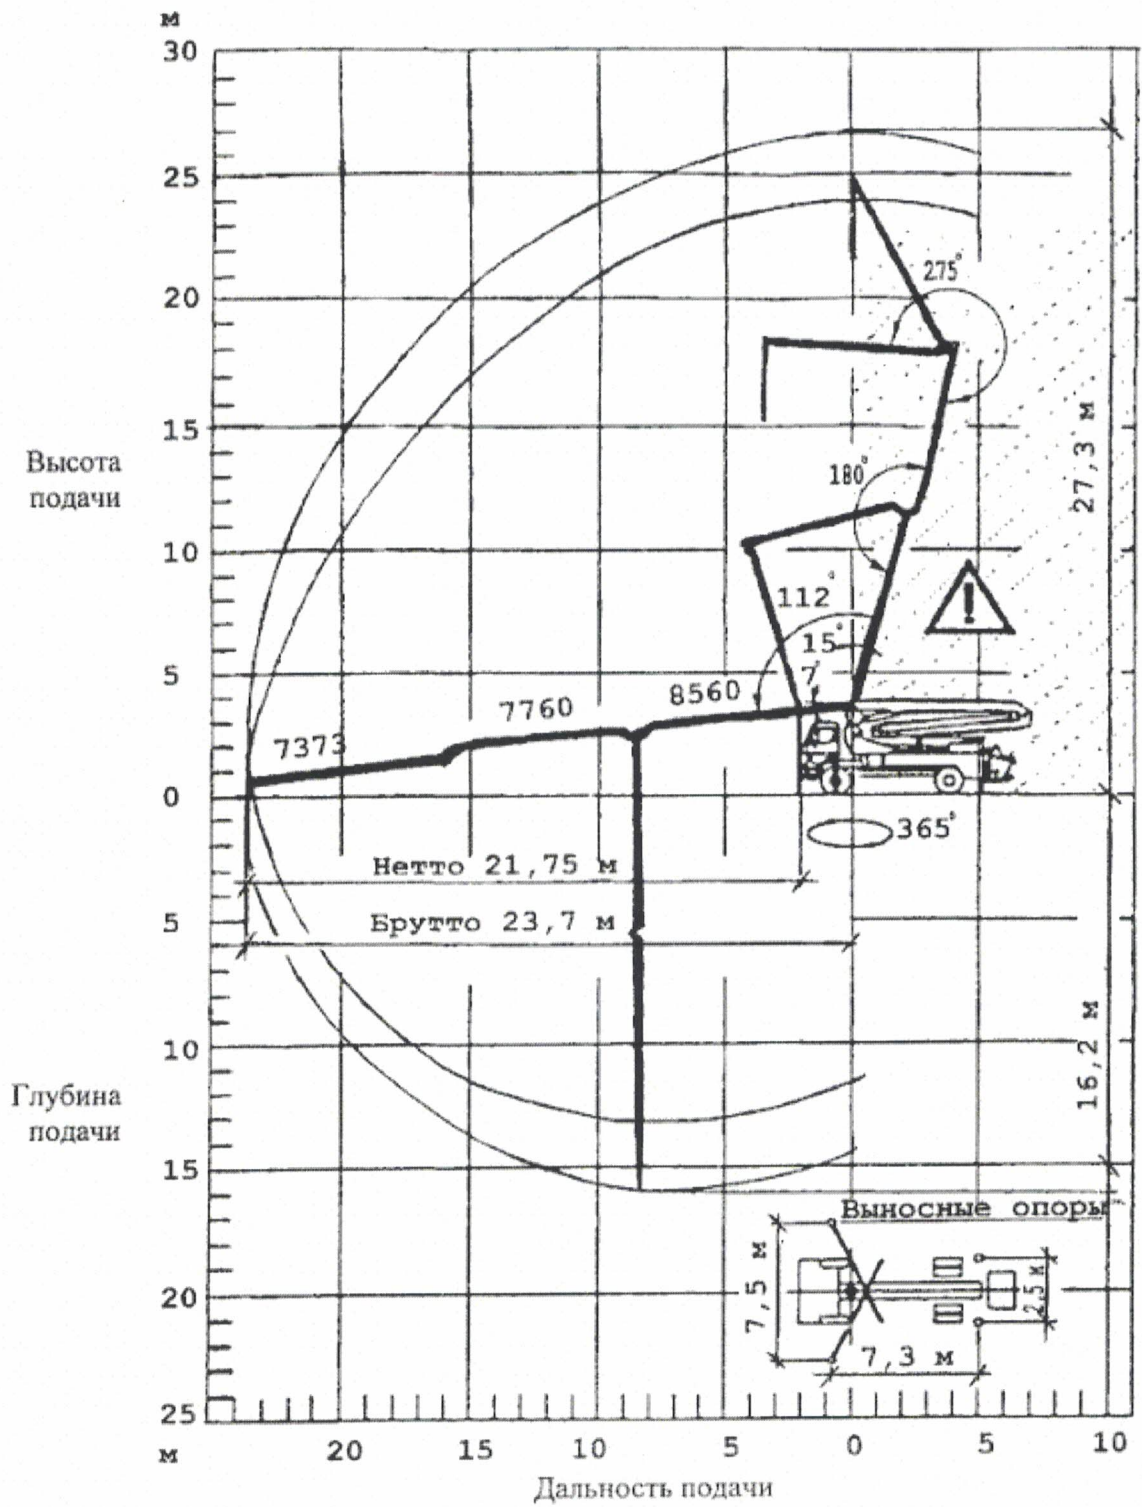 м
30
25
275°
20
27,3 м
15
Высота
подачи
180°
10
112°
15°
7°
5
8560
7760
7373
0
365°
Нетто 21,75 м
Брутто 23,7 м
5
10
16,2 м
Глубина
подачи
15
Выносные опоры
7,5 м
2,5 м
20
7,3 м
25
м
20
15
10
5
0
5
10
Дальность подачи
!